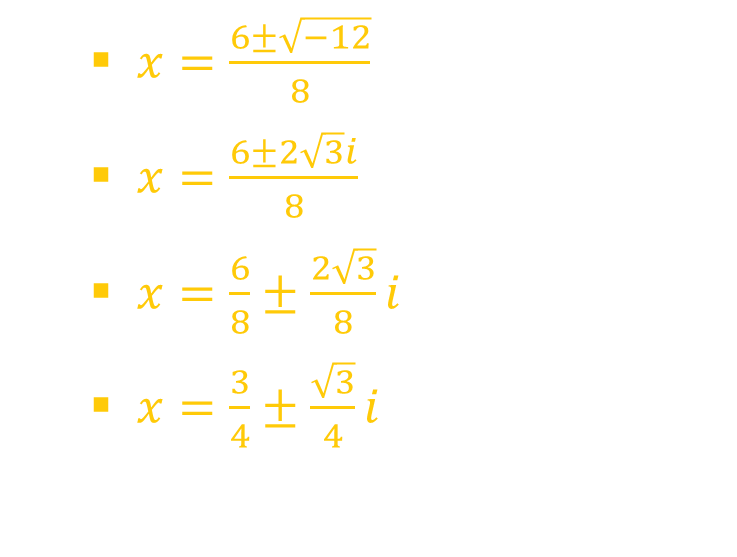 ▪ x = (6±√−12)/8
▪ x = (6±2√3i)/8
▪ x = 6/8 ± (2√3)/8 i
▪ x = 3/4 ± √3/4 i